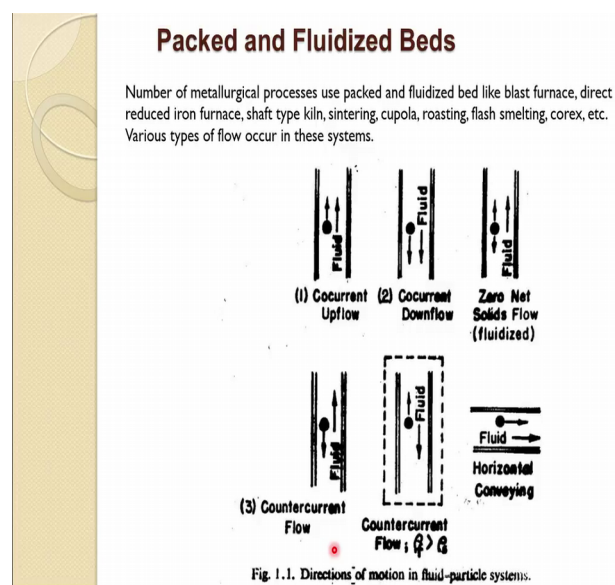 Packed and Fluidized Beds
Number of metallurgical processes use packed and fluidized bed like blast furnace, direct
reduced iron furnace, shaft type kiln, sintering, cupola, roasting, flash smelting, corex, etc.
Various types of flow occur in these systems.
Fluid
Fluid
Fluid
(1) Cocurrent
Upflow
(2) Cocurrent
Downflow
Zero Net
Solids Flow
(fluidized)
Fluid
Fluid
Fluid
(3) Countercurrent
Flow
Countercurrent
Flow ;
Horizontal
Conveying
Fig. 1.1. Directions of motion in fluid-particle systems.